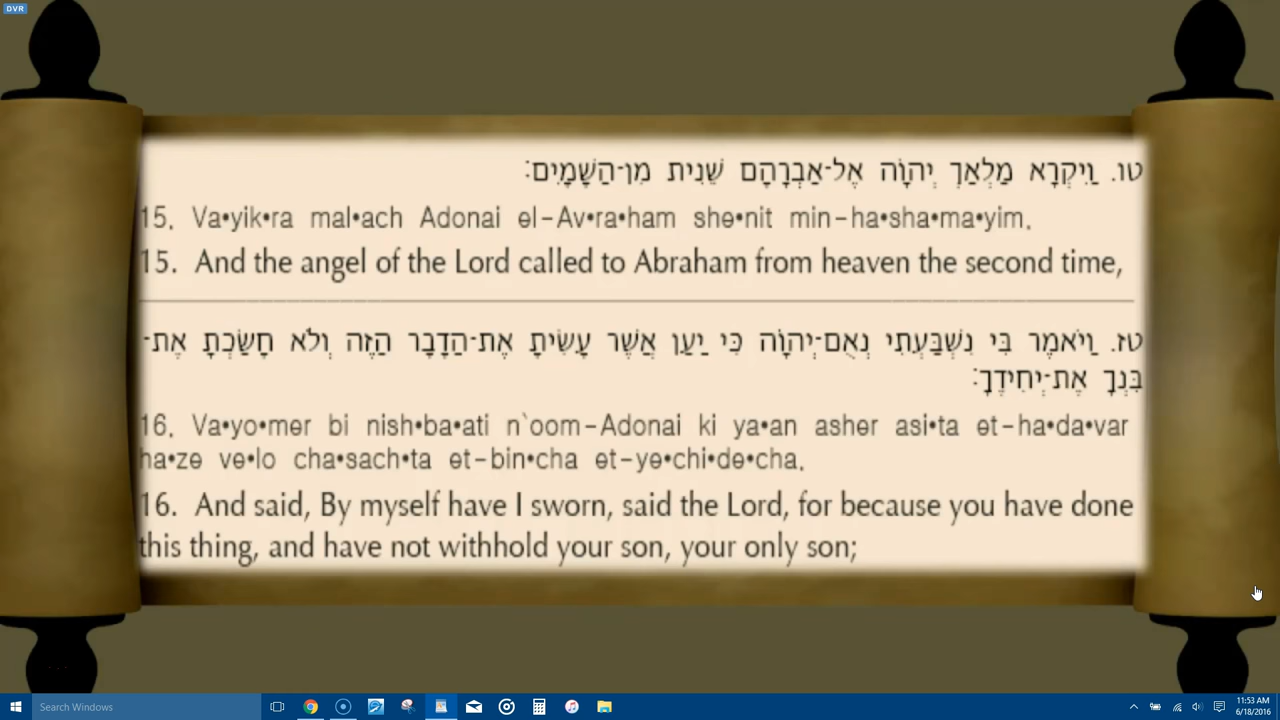 DVR
טו. וַיִּקְרָא מַלְאַךְ יְהוָֹה אֶל־אַבְרָהָם שֵׁנִית מִן־הַשָּׁמָיִם:
15. Va•yik•ra mal•ach Adonai el-Av•ra•ham she•nit min-ha•sha•ma•yim.
15. And the angel of the Lord called to Abraham from heaven the second time,
טז. וַיֹּאמֶר בִּי נִשְׁבַּעְתִּי נְאֻם־יְהוָֹה כִּי יַעַן אֲשֶׁר עָשִׂיתָ אֶת־הַדָּבָר הַזֶּה וְלֹא חָשַׂכְתָּ אֶת־
בִּנְךָ אֶת־יְחִידֶךָ:
16. Va•yo•mer bi nish•ba•ati n`oom-Adonai ki ya•an asher asi•ta et-ha•da•var
ha•ze ve•lo cha•sach•ta et-bin•cha et-ye•chi•de•cha.
16. And said, By myself have I sworn, said the Lord, for because you have done
this thing, and have not withhold your son, your only son;
Search Windows
11:53 AM
6/18/2016